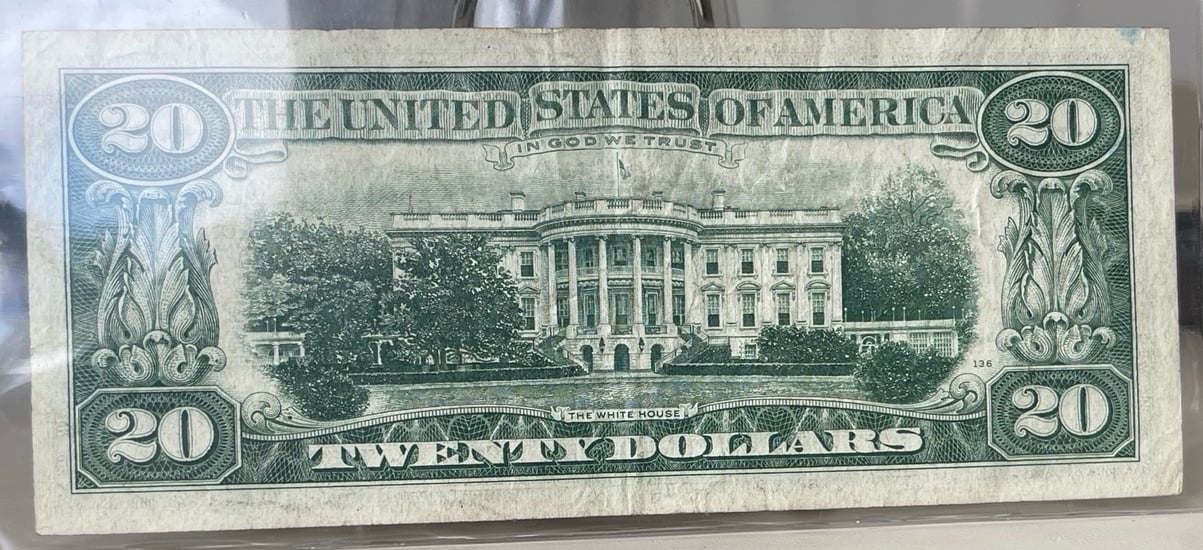 20 THE UNITED STATES OF AMERICA 20
IN GOD WE TRUST
136
THE WHITE HOUSE
20 TWENTY DOLLARS 20